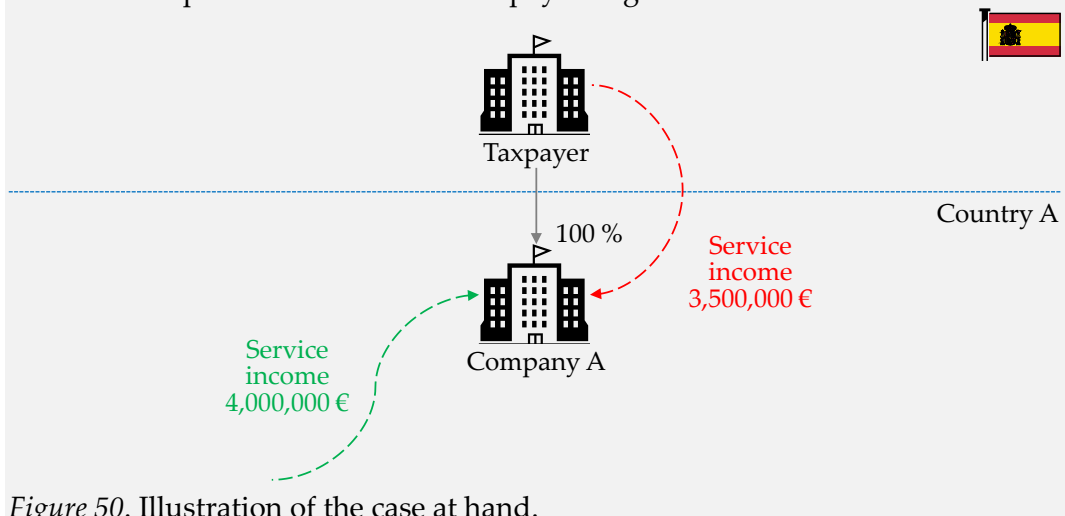 Taxpayer
Country A
100 %
Service
income
3,500,000 €
Service
income
4,000,000 €
Company A
Figure 50. Illustration of the case at hand.